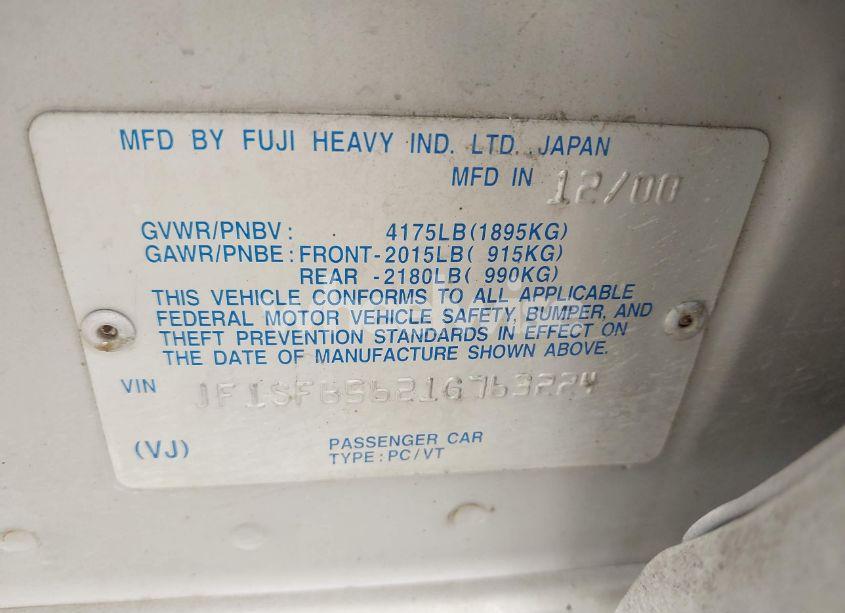 MFD BY FUJI HEAVY IND. LTD. JAPAN
MFD IN 12/00
GVWR/PNBV: 4175LB(1895KG)
GAWR/PNBE: FRONT-2015LB( 915KG)
REAR -2180LB( 990KG)
THIS VEHICLE CONFORMS TO ALL APPLICABLE
FEDERAL MOTOR VEHICLE SAFETY, BUMPER, AND
THEFT PREVENTION STANDARDS IN EFFECT ON
THE DATE OF MANUFACTURE SHOWN ABOVE.
VIN JF1SF65621G763224
(VJ) PASSENGER CAR
TYPE:PC/VT